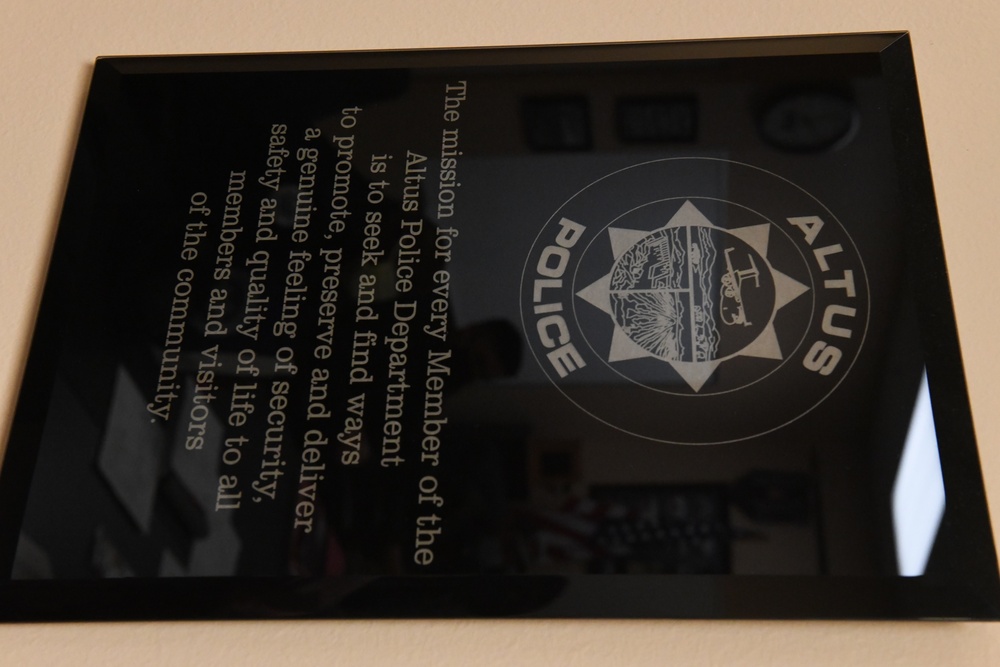 ALTUS
POLICE
The mission for every Member of the
Altus Police Department
is to seek and find ways
to promote, preserve and deliver
a genuine feeling of security,
safety and quality of life to all
members and visitors
of the community.